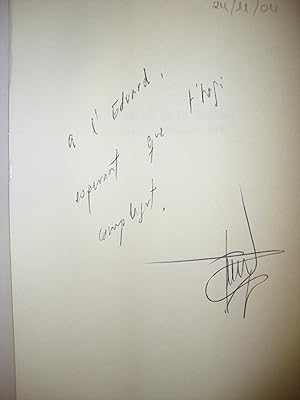 24/11/04
a l'Eduard,
esperant que t'hagi
complagut.